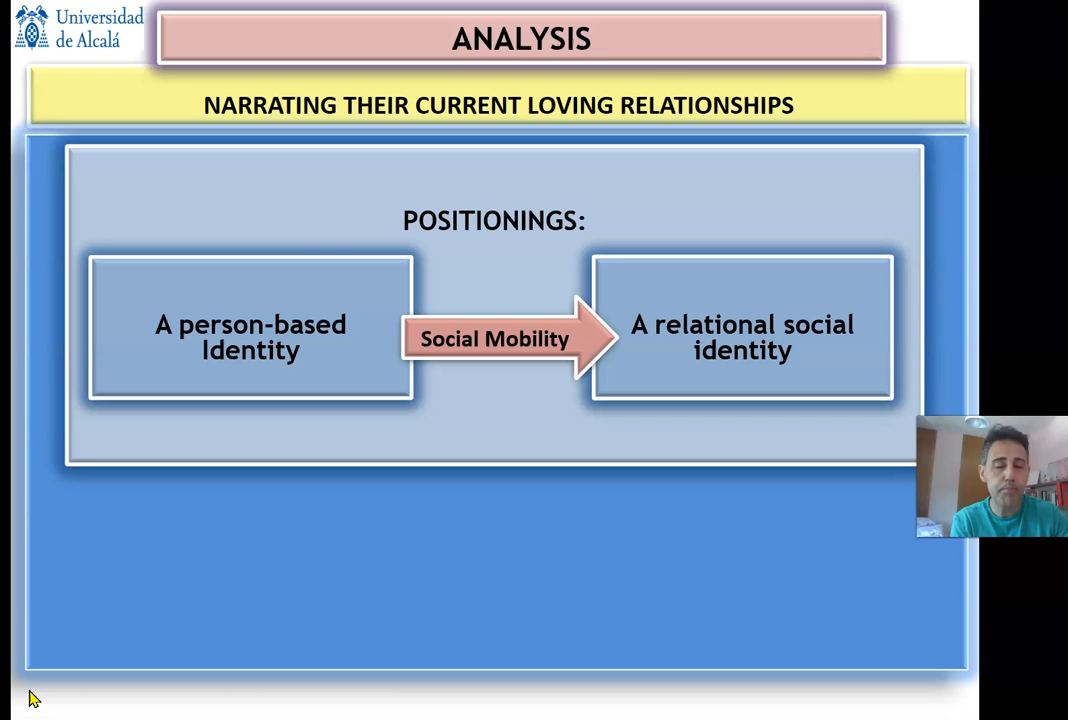 Universidad
de Alcalá
ANALYSIS
NARRATING THEIR CURRENT LOVING RELATIONSHIPS
POSITIONINGS:
A person-based
Identity
Social Mobility
A relational social
identity